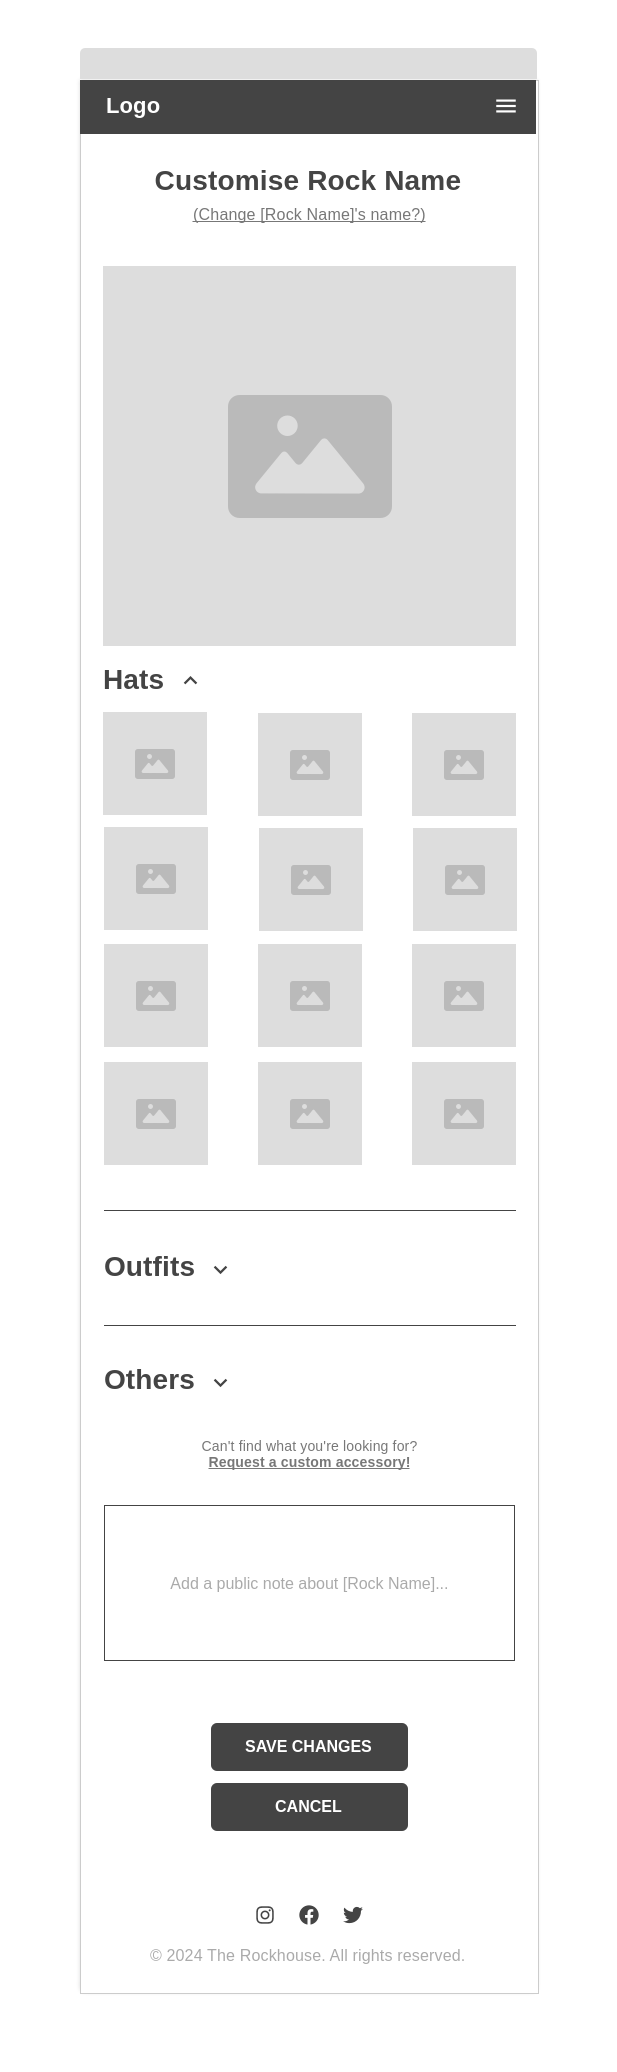 Logo
Customise Rock Name
(Change [Rock Name]'s name?)
Hats
Outfits
Others
Can't find what you're looking for?
Request a custom accessory!
Add a public note about [Rock Name]...
SAVE CHANGES
CANCEL
© 2024 The Rockhouse. All rights reserved.